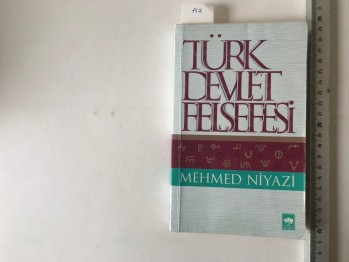 TÜRK
DEVLET
FELSEFESİ
MEHMED NİYAZİ